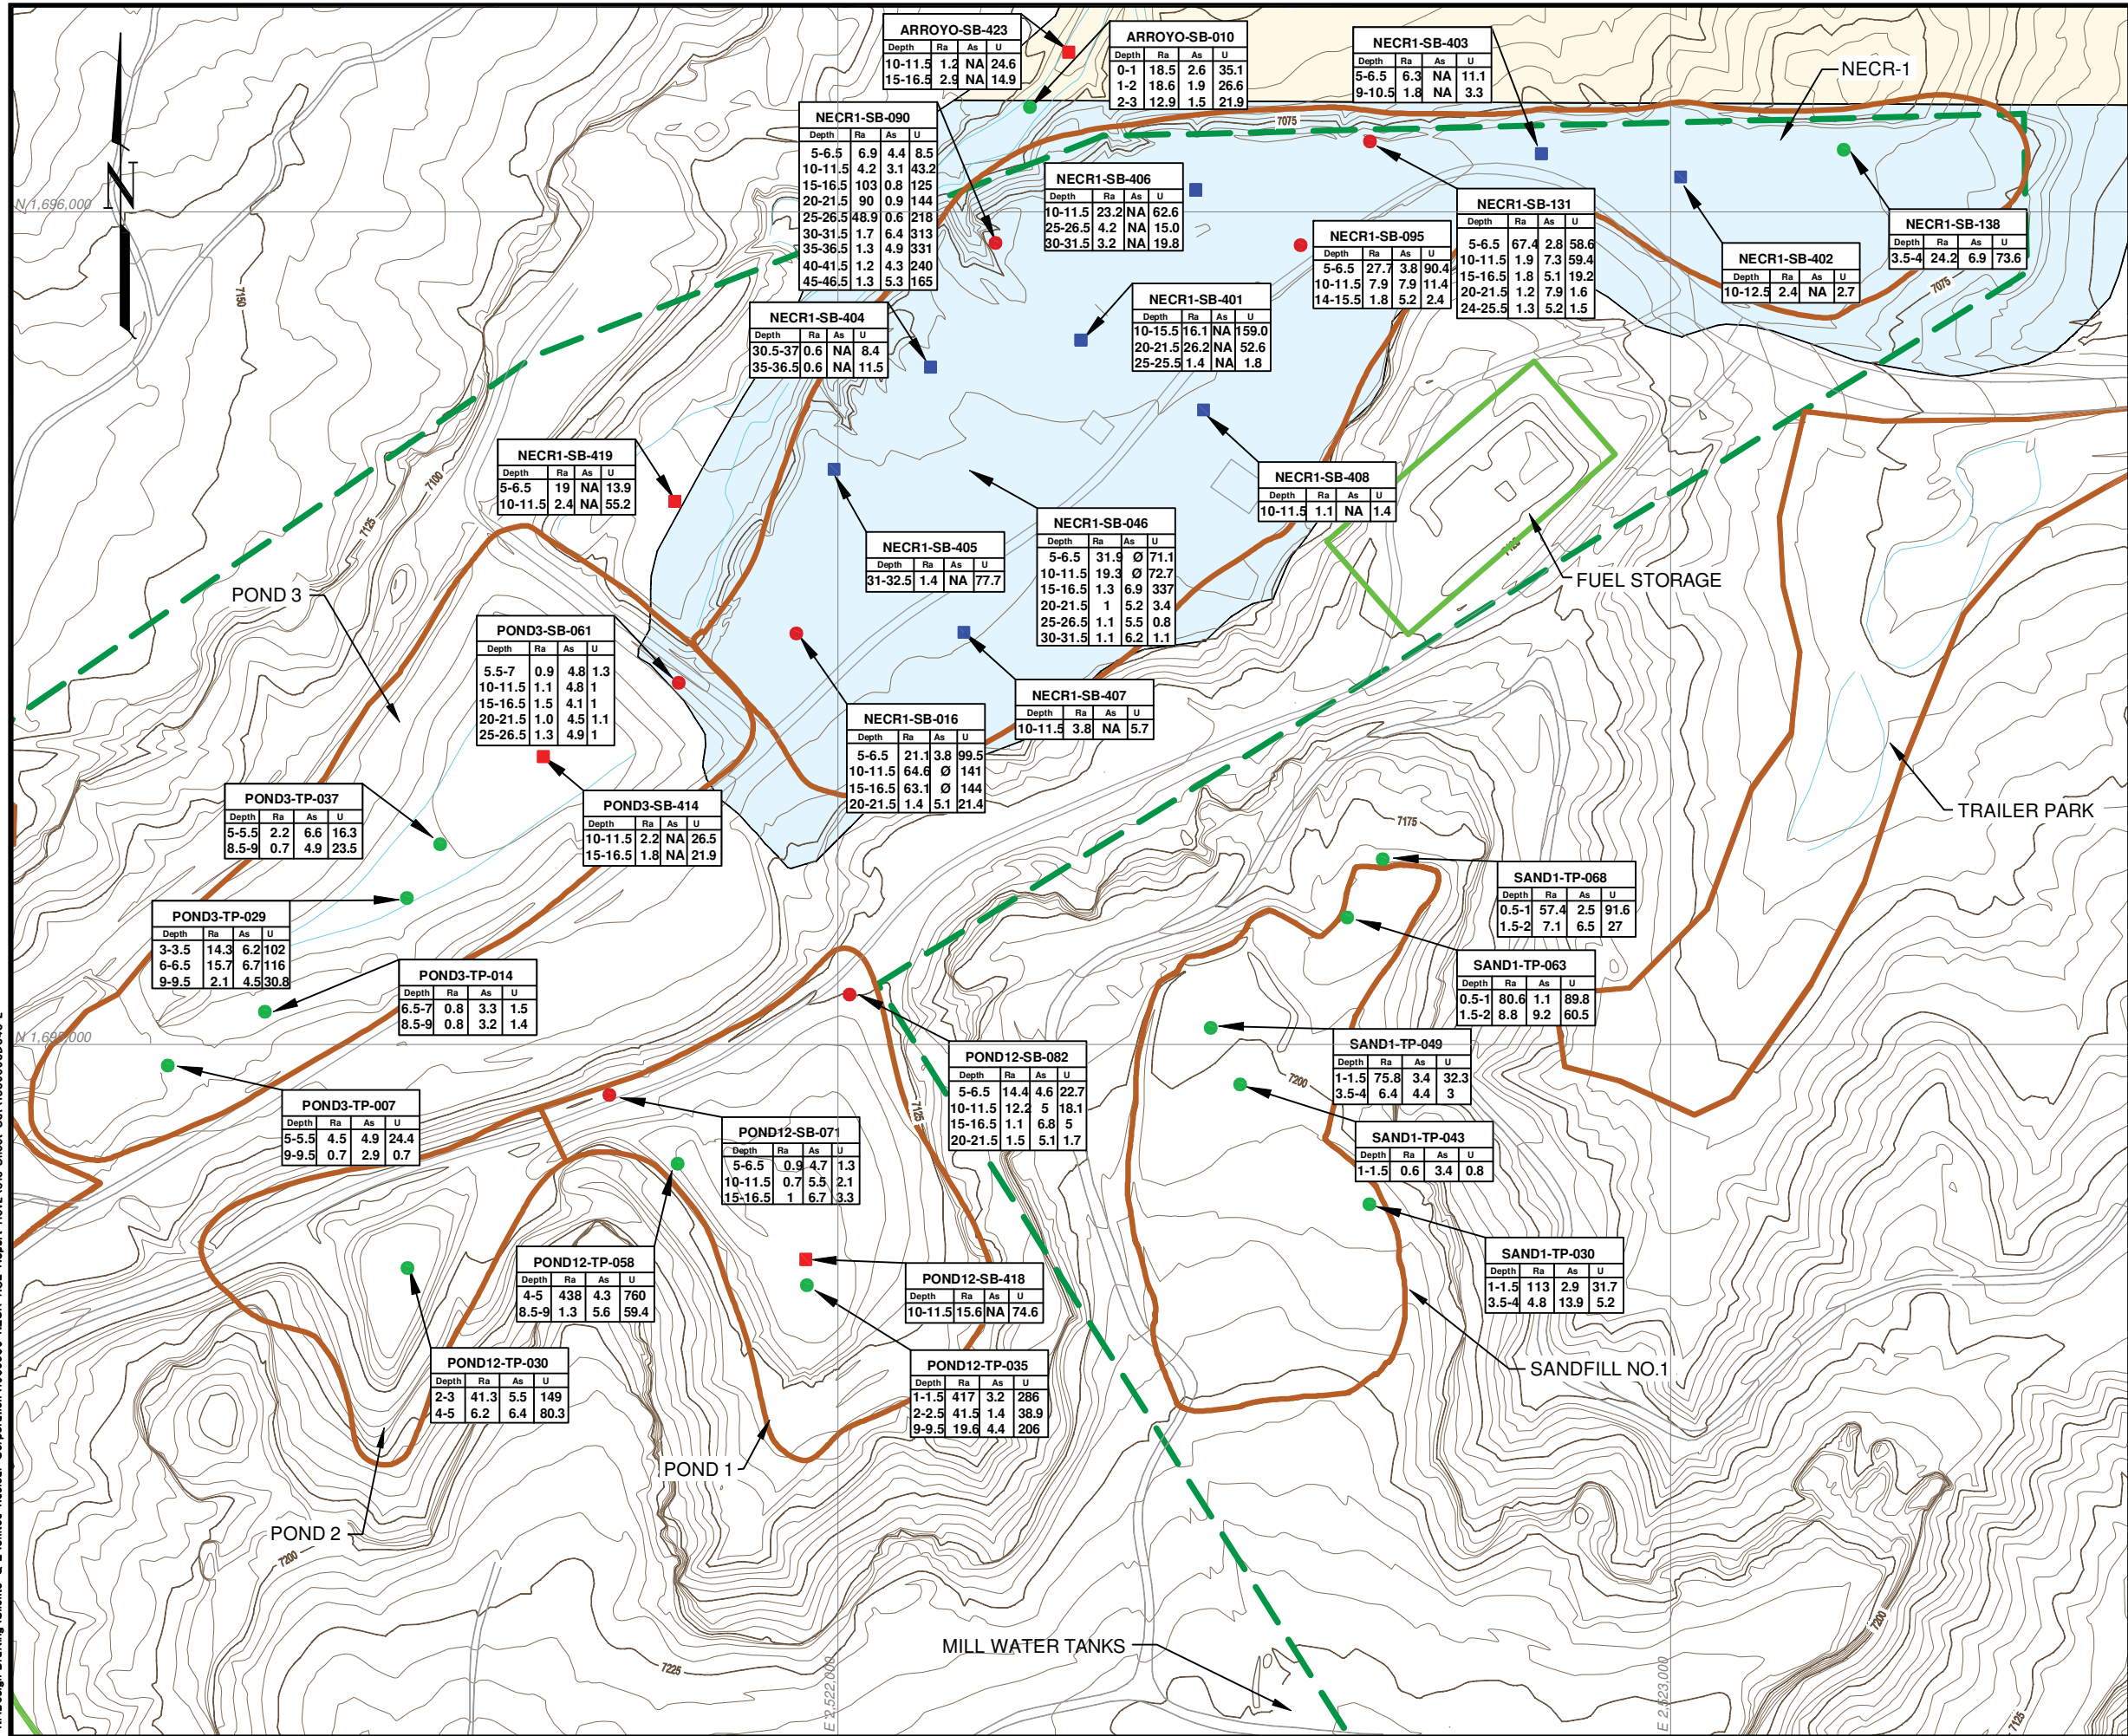 ARROYO-SB-423
Depth Ra As U
10-11.5 1.2 NA 24.6
15-16.5 2.9 NA 14.9
ARROYO-SB-010
Depth Ra As U
0-1 18.5 2.6 35.1
1-2 18.6 1.9 26.6
2-3 12.9 1.5 21.9
NECR1-SB-403
Depth Ra As U
5-6.5 6.3 NA 11.1
9-10.5 1.8 NA 3.3
NECR-1
NECR1-SB-090
Depth Ra As U
5-6.5 6.9 4.4 8.5
10-11.5 4.2 3.1 43.2
15-16.5 103 0.8 125
20-21.5 90 0.9 144
25-26.5 48.9 0.6 218
30-31.5 1.7 6.4 313
35-36.5 1.3 4.9 331
40-41.5 1.2 4.3 240
45-46.5 1.3 5.3 165
7075
NECR1-SB-406
Depth Ra As U
10-11.5 23.2 NA 62.6
25-26.5 4.2 NA 15.0
30-31.5 3.2 NA 19.8
N
N 1,696,000
NECR1-SB-131
Depth Ra As U
5-6.5 67.4 2.8 58.6
10-11.5 1.9 7.3 59.4
15-16.5 1.8 5.1 19.2
20-21.5 1.2 7.9 1.6
24-25.5 1.3 5.2 1.5
NECR1-SB-138
Depth Ra As U
3.5-4 24.2 6.9 73.6
NECR1-SB-095
Depth Ra As U
5-6.5 27.7 3.8 90.4
10-11.5 7.9 7.9 11.4
14-15.5 1.8 5.2 2.4
NECR1-SB-402
Depth Ra As U
10-12.5 2.4 NA 2.7
7075
7150
NECR1-SB-401
Depth Ra As U
10-15.5 16.1 NA 159.0
20-21.5 26.2 NA 52.6
25-25.5 1.4 NA 1.8
NECR1-SB-404
Depth Ra As U
30.5-37 0.6 NA 8.4
35-36.5 0.6 NA 11.5
NECR1-SB-419
Depth Ra As U
5-6.5 19 NA 13.9
10-11.5 2.4 NA 55.2
7100
7125
NECR1-SB-408
Depth Ra As U
10-11.5 1.1 NA 1.4
NECR1-SB-046
Depth Ra As U
5-6.5 31.9 Ø 71.1
10-11.5 19.3 Ø 72.7
15-16.5 1.3 6.9 337
20-21.5 1 5.2 3.4
25-26.5 1.1 5.5 0.8
30-31.5 1.1 6.2 1.1
NECR1-SB-405
Depth Ra As U
31-32.5 1.4 NA 77.7
FUEL STORAGE
POND 3
POND3-SB-061
Depth Ra As U
5.5-7 0.9 4.8 1.3
10-11.5 1.1 4.8 1
15-16.5 1.5 4.1 1
20-21.5 1.0 4.5 1.1
25-26.5 1.3 4.9 1
NECR1-SB-407
Depth Ra As U
10-11.5 3.8 NA 5.7
NECR1-SB-016
Depth Ra As U
5-6.5 21.1 3.8 99.5
10-11.5 64.6 Ø 141
15-16.5 63.1 Ø 144
20-21.5 1.4 5.1 21.4
POND3-TP-037
Depth Ra As U
5-5.5 2.2 6.6 16.3
8.5-9 0.7 4.9 23.5
POND3-SB-414
Depth Ra As U
10-11.5 2.2 NA 26.5
15-16.5 1.8 NA 21.9
TRAILER PARK
7175
SAND1-TP-068
Depth Ra As U
0.5-1 57.4 2.5 91.6
1.5-2 7.1 6.5 27
POND3-TP-029
Depth Ra As U
3-3.5 14.3 6.2 102
6-6.5 15.7 6.7 116
9-9.5 2.1 4.5 30.8
POND3-TP-014
Depth Ra As U
6.5-7 0.8 3.3 1.5
8.5-9 0.8 3.2 1.4
SAND1-TP-063
Depth Ra As U
0.5-1 80.6 1.1 89.8
1.5-2 8.8 9.2 60.5
SAND1-TP-049
Depth Ra As U
1-1.5 75.8 3.4 32.3
3.5-4 6.4 4.4 3
POND12-SB-082
Depth Ra As U
5-6.5 14.4 4.6 22.7
10-11.5 12.2 5 18.1
15-16.5 1.1 6.8 5
20-21.5 1.5 5.1 1.7
7200
7125
POND3-TP-007
Depth Ra As U
5-5.5 4.5 4.9 24.4
9-9.5 0.7 2.9 0.7
POND12-SB-071
Depth Ra As U
5-6.5 0.9 4.7 1.3
10-11.5 0.7 5.5 2.1
15-16.5 1 6.7 3.3
SAND1-TP-043
Depth Ra As U
1-1.5 0.6 3.4 0.8
SAND1-TP-030
Depth Ra As U
1-1.5 113 2.9 31.7
3.5-4 4.8 13.9 5.2
POND12-TP-058
Depth Ra As U
4-5 438 4.3 760
8.5-9 1.3 5.6 59.4
POND12-SB-418
Depth Ra As U
10-11.5 15.6 NA 74.6
POND12-TP-030
Depth Ra As U
2-3 41.3 5.5 149
4-5 6.2 6.4 80.3
POND12-TP-035
Depth Ra As U
1-1.5 417 3.2 286
2-2.5 41.5 1.4 38.9
9-9.5 19.6 4.4 206
SANDFILL NO.1
POND 1
POND 2
7200
MILL WATER TANKS
7225
7200
E 2,522,000
E 2,523,000
7125